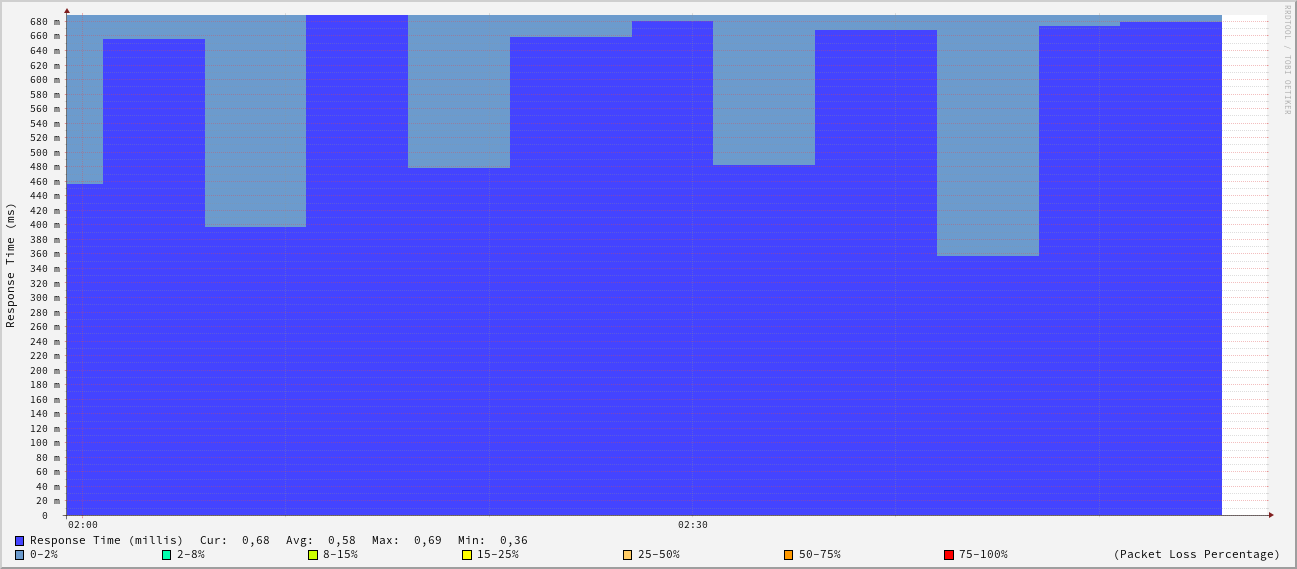 RRDTOOL / TOBI OETIKER
Response Time (ms)
680 m
660 m
640 m
620 m
600 m
580 m
560 m
540 m
520 m
500 m
480 m
460 m
440 m
420 m
400 m
380 m
360 m
340 m
320 m
300 m
280 m
260 m
240 m
220 m
200 m
180 m
160 m
140 m
120 m
100 m
80 m
60 m
40 m
20 m
0
02:00 02:30
Response Time (millis) Cur: 0,68 Avg: 0,58 Max: 0,69 Min: 0,36
0-2% 2-8% 8-15% 15-25% 25-50% 50-75% 75-100% (Packet Loss Percentage)